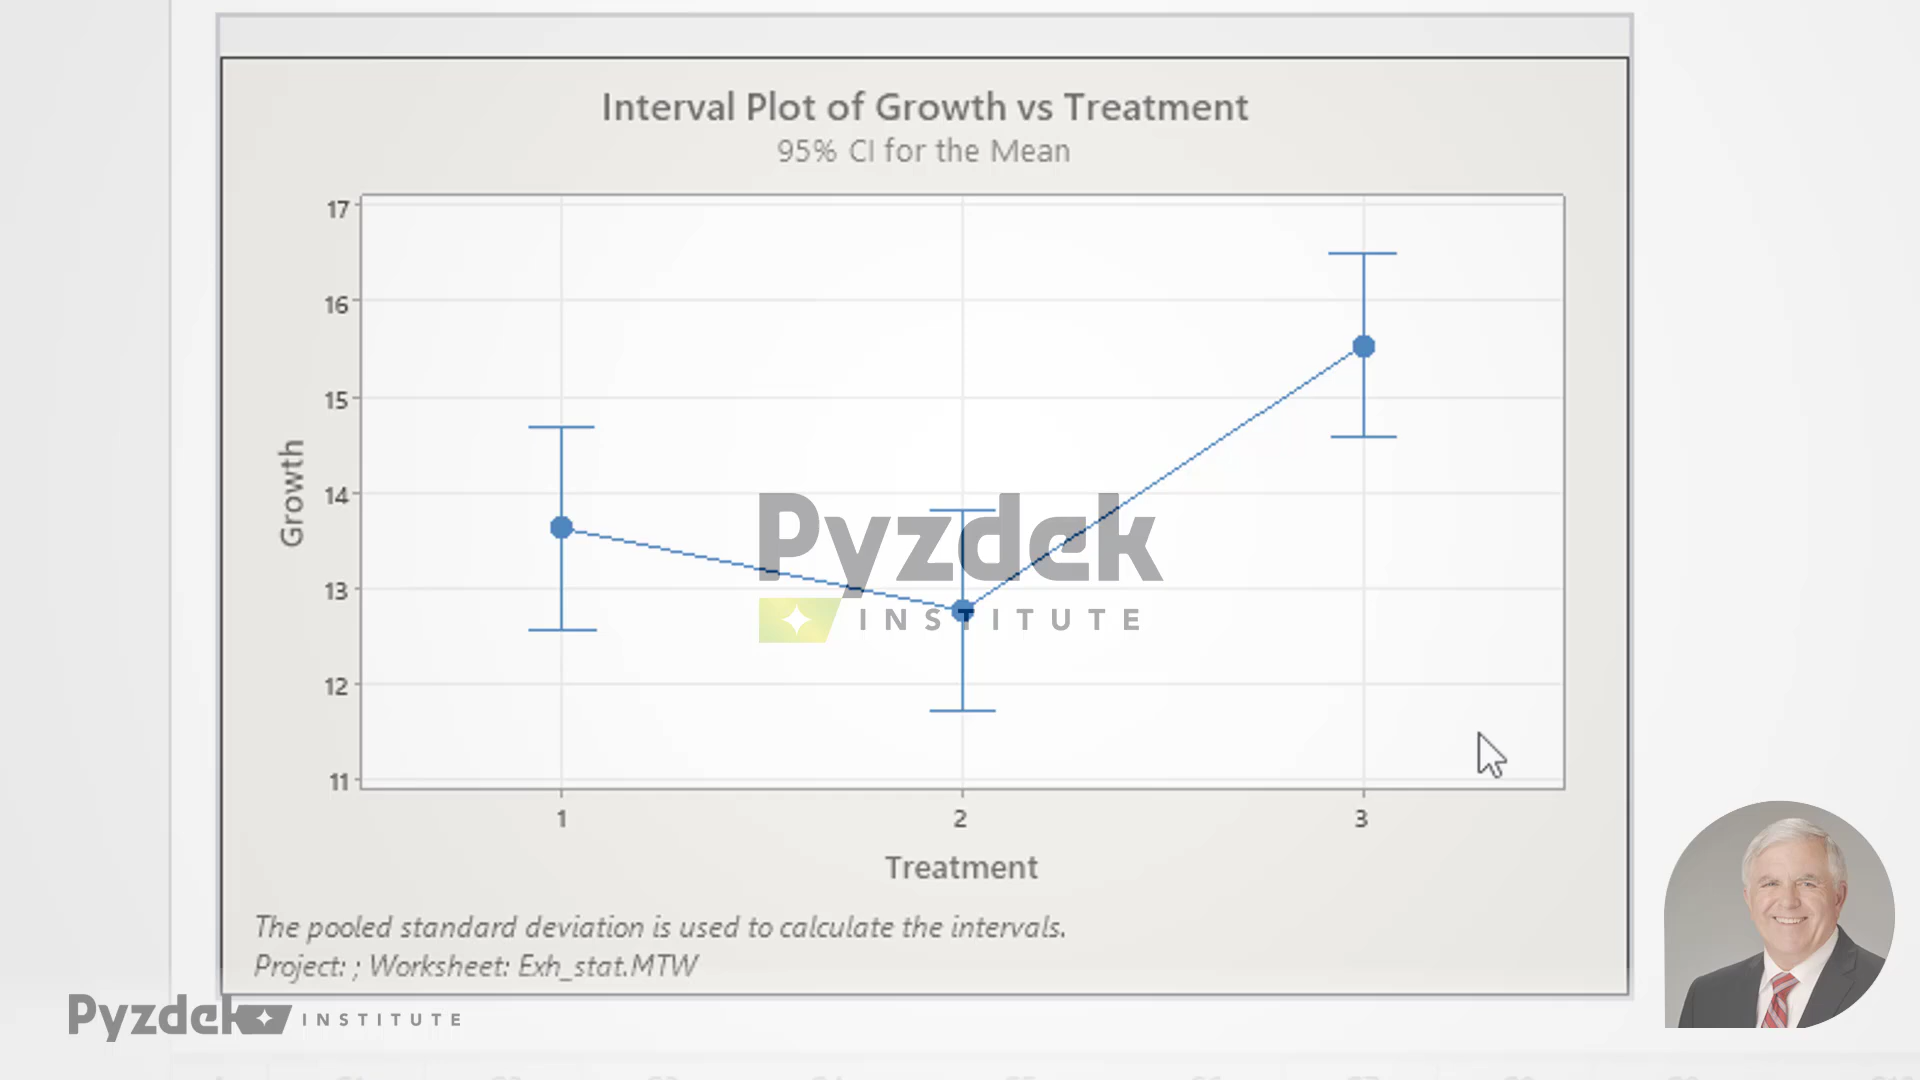 Interval Plot of Growth vs Treatment
95% CI for the Mean
17
16
15
14
13
12
11
Growth
Pyzdek
INSTITUTE
1
2
3
Treatment
The pooled standard deviation is used to calculate the intervals.
Project: ; Worksheet: Exh_stat.MTW
Pyzdek INSTITUTE